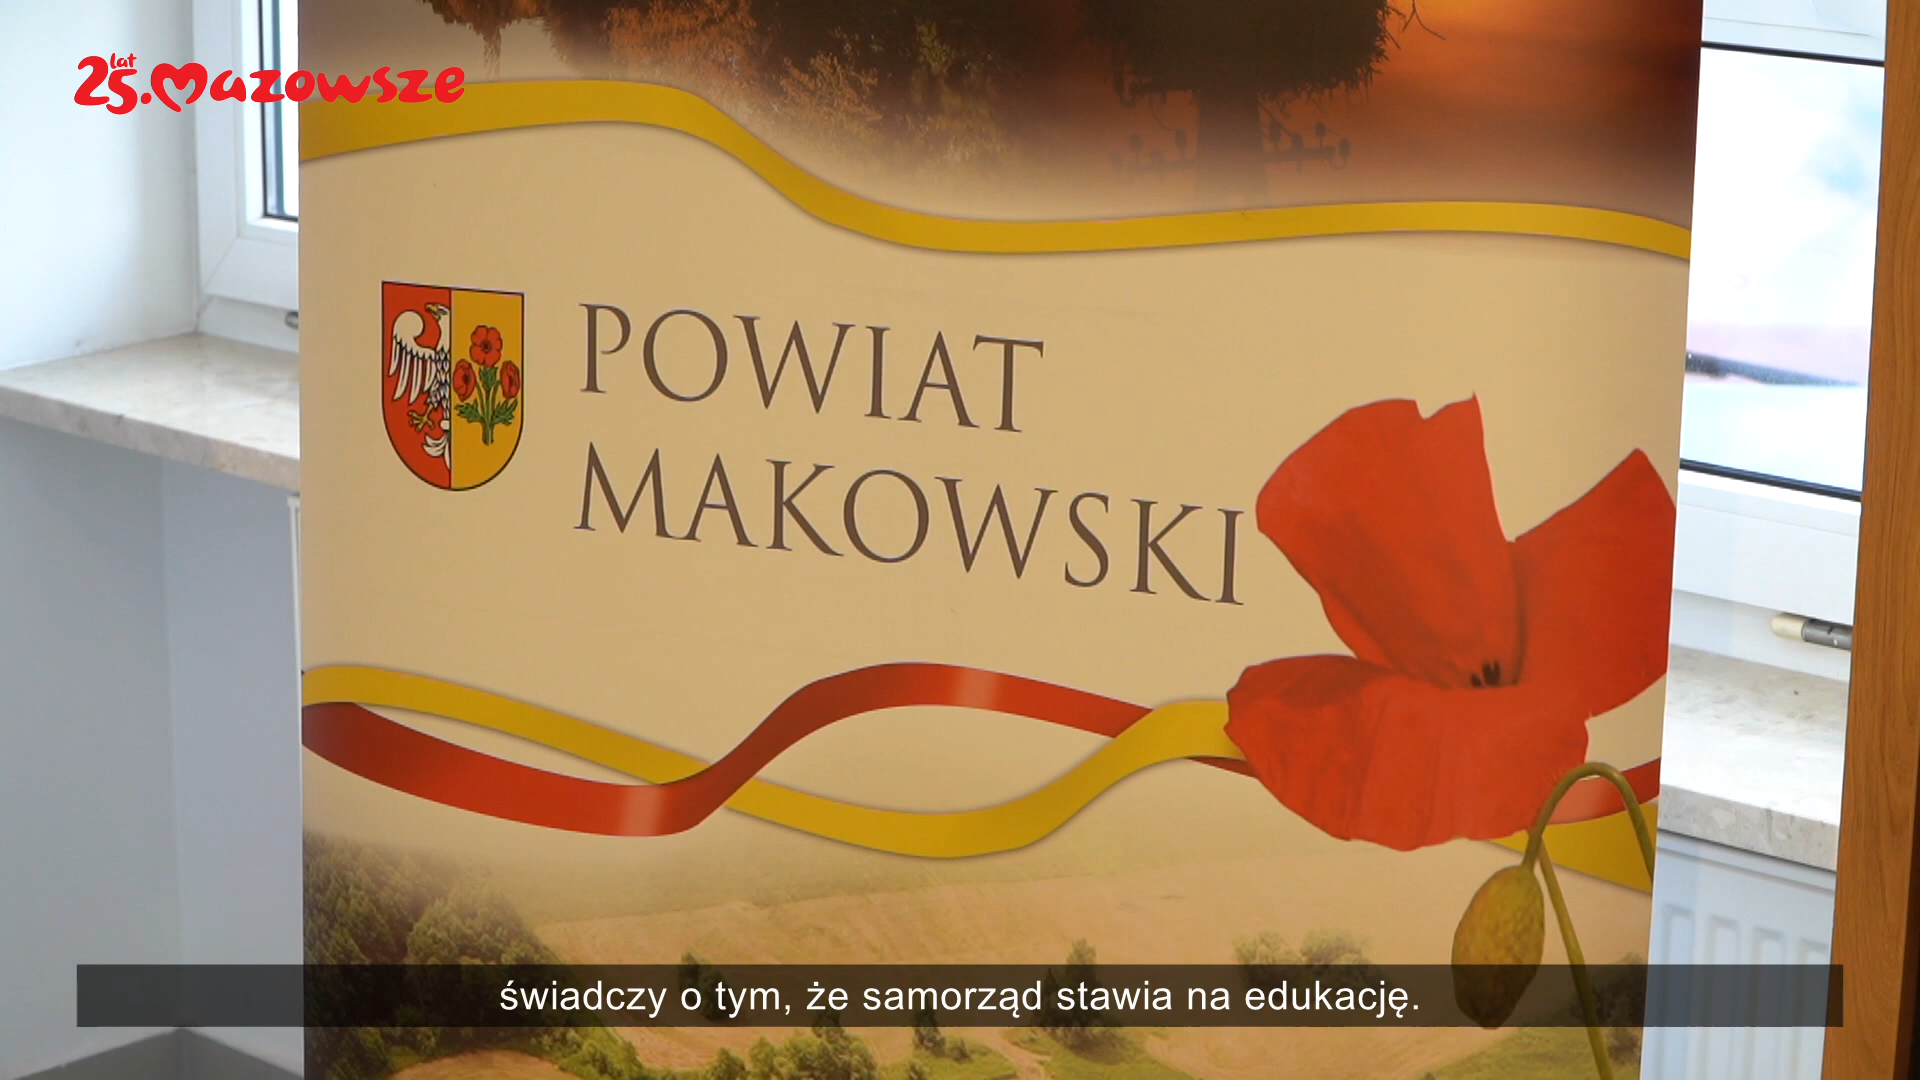 25 lat.Mazowsze
POWIAT
MAKOWSKI
świadczy o tym, że samorząd stawia na edukację.